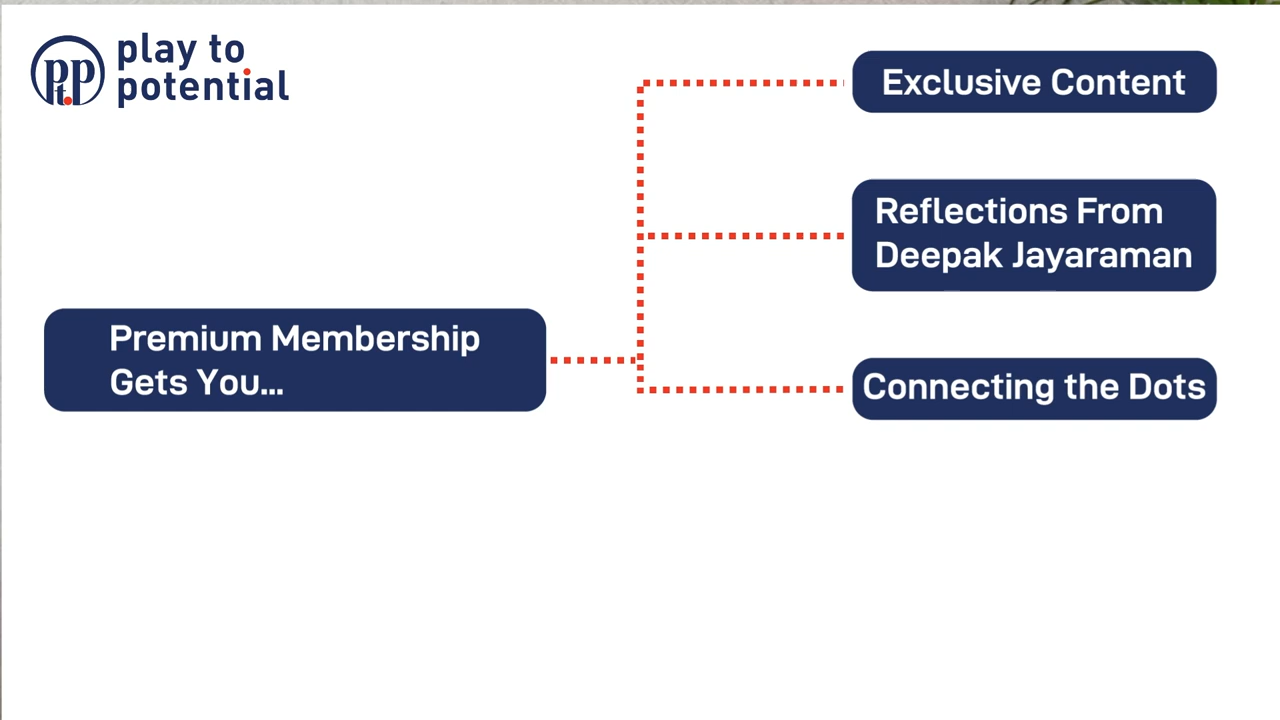 play to
potential
Exclusive Content
Reflections From
Deepak Jayaraman
Premium Membership
Gets You...
Connecting the Dots